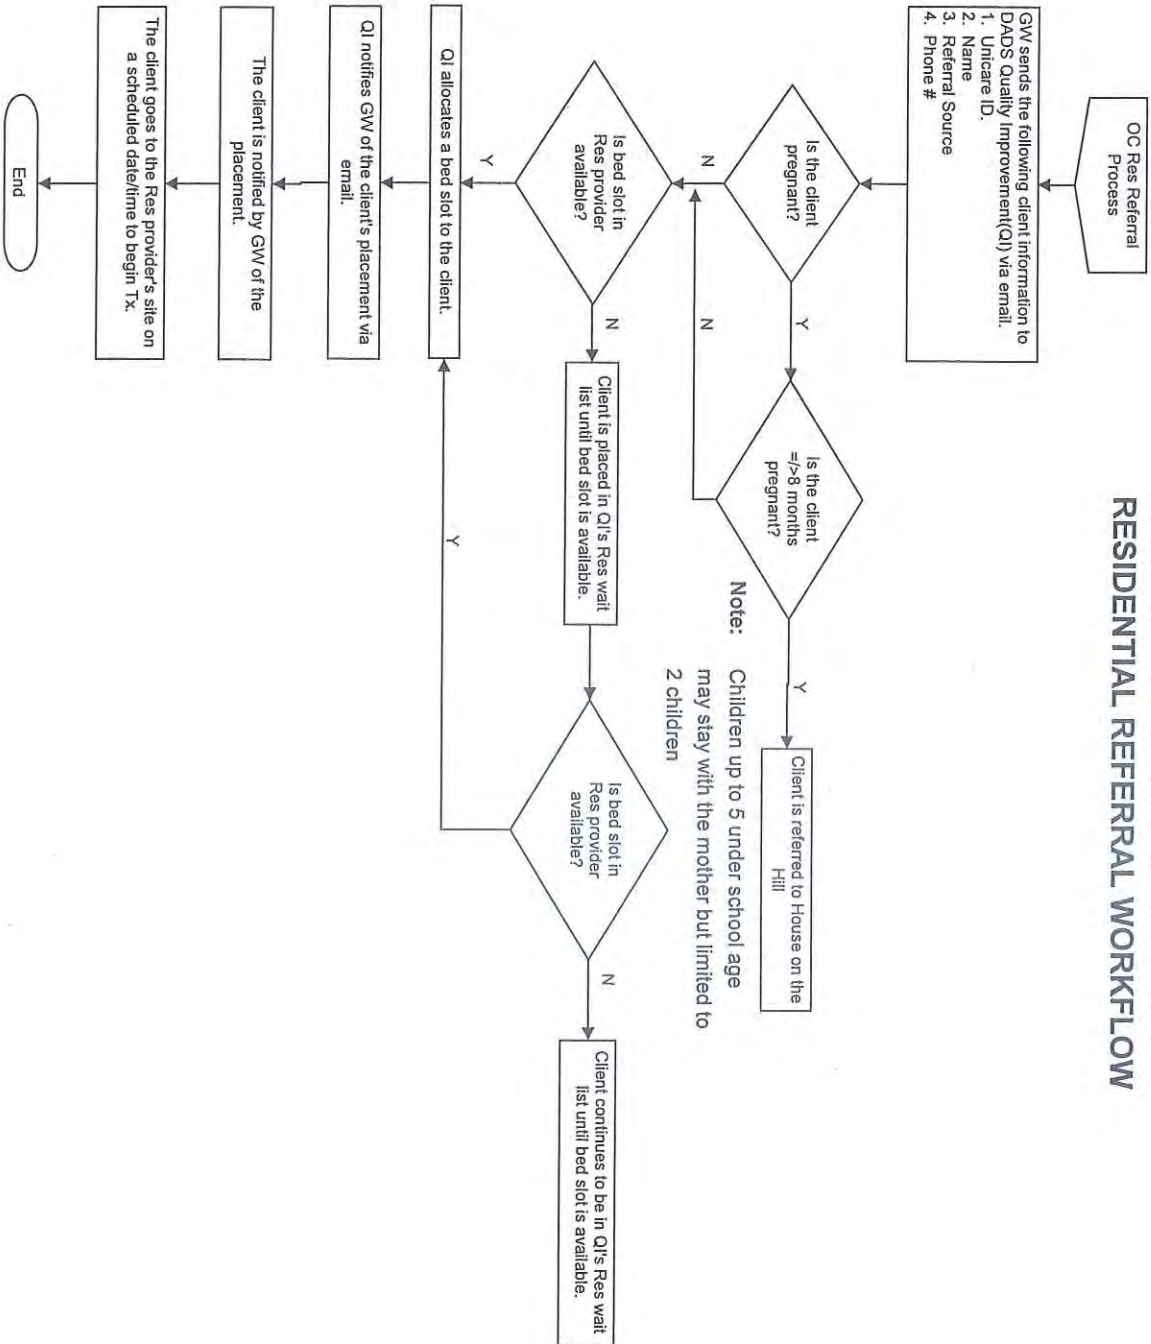 RESIDENTIAL REFERRAL WORKFLOW
OC Res Referral
Process
GW sends the following client information to
DADS Quality Improvement(QI) via email.
1. Unicare ID.
2. Name
3. Referral Source
4. Phone #
Is the client
pregnant?
Y
N
Is the client
=/>8 months
pregnant?
Y
N
Client is referred to House on the
Hill
Note: Children up to 5 under school age
may stay with the mother but limited to
2 children
Is bed slot in
Res provider
available?
N
Y
Client is placed in QI's Res wait
list until bed slot is available.
Is bed slot in
Res provider
available?
N
Y
Client continues to be in QI's Res wait
list until bed slot is available.
QI allocates a bed slot to the client.
QI notifies GW of the client's placement via
email.
The client is notified by GW of the
placement.
The client goes to the Res provider's site on
a scheduled date/time to begin Tx.
End